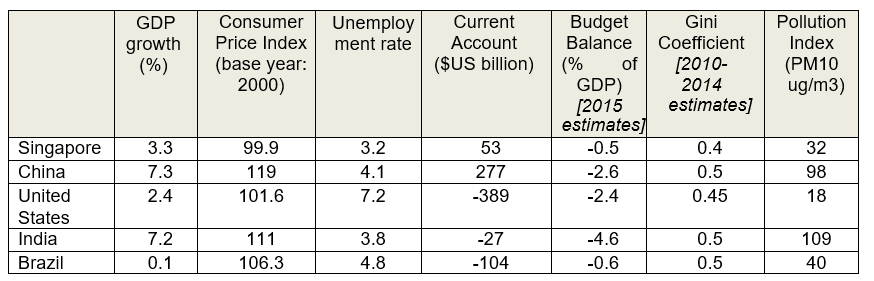 GDP growth (%) Consumer Price Index (base year: 2000) Unemploy ment rate Current Account ($US billion) Budget Balance (% of GDP) [2015 estimates] Gini Coefficient [2010-2014 estimates] Pollution Index (PM10 ug/m3)
Singapore 3.3 99.9 3.2 53 -0.5 0.4 32
China 7.3 119 4.1 277 -2.6 0.5 98
United States 2.4 101.6 7.2 -389 -2.4 0.45 18
India 7.2 111 3.8 -27 -4.6 0.5 109
Brazil 0.1 106.3 4.8 -104 -0.6 0.5 40